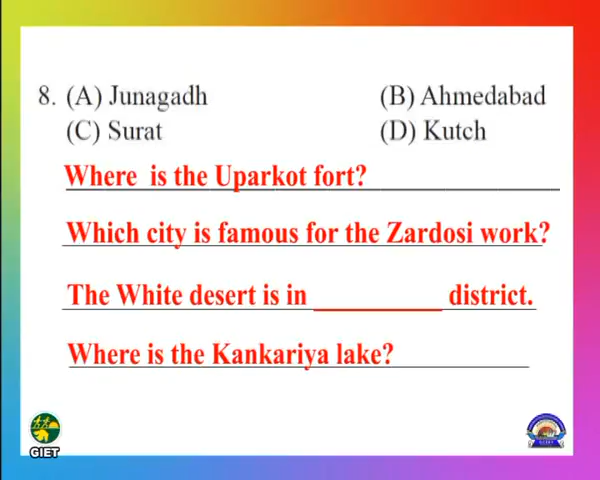 8. (A) Junagadh (B) Ahmedabad
(C) Surat (D) Kutch
Where is the Uparkot fort?
Which city is famous for the Zardosi work?
The White desert is in __________ district.
Where is the Kankariya lake?
GIET